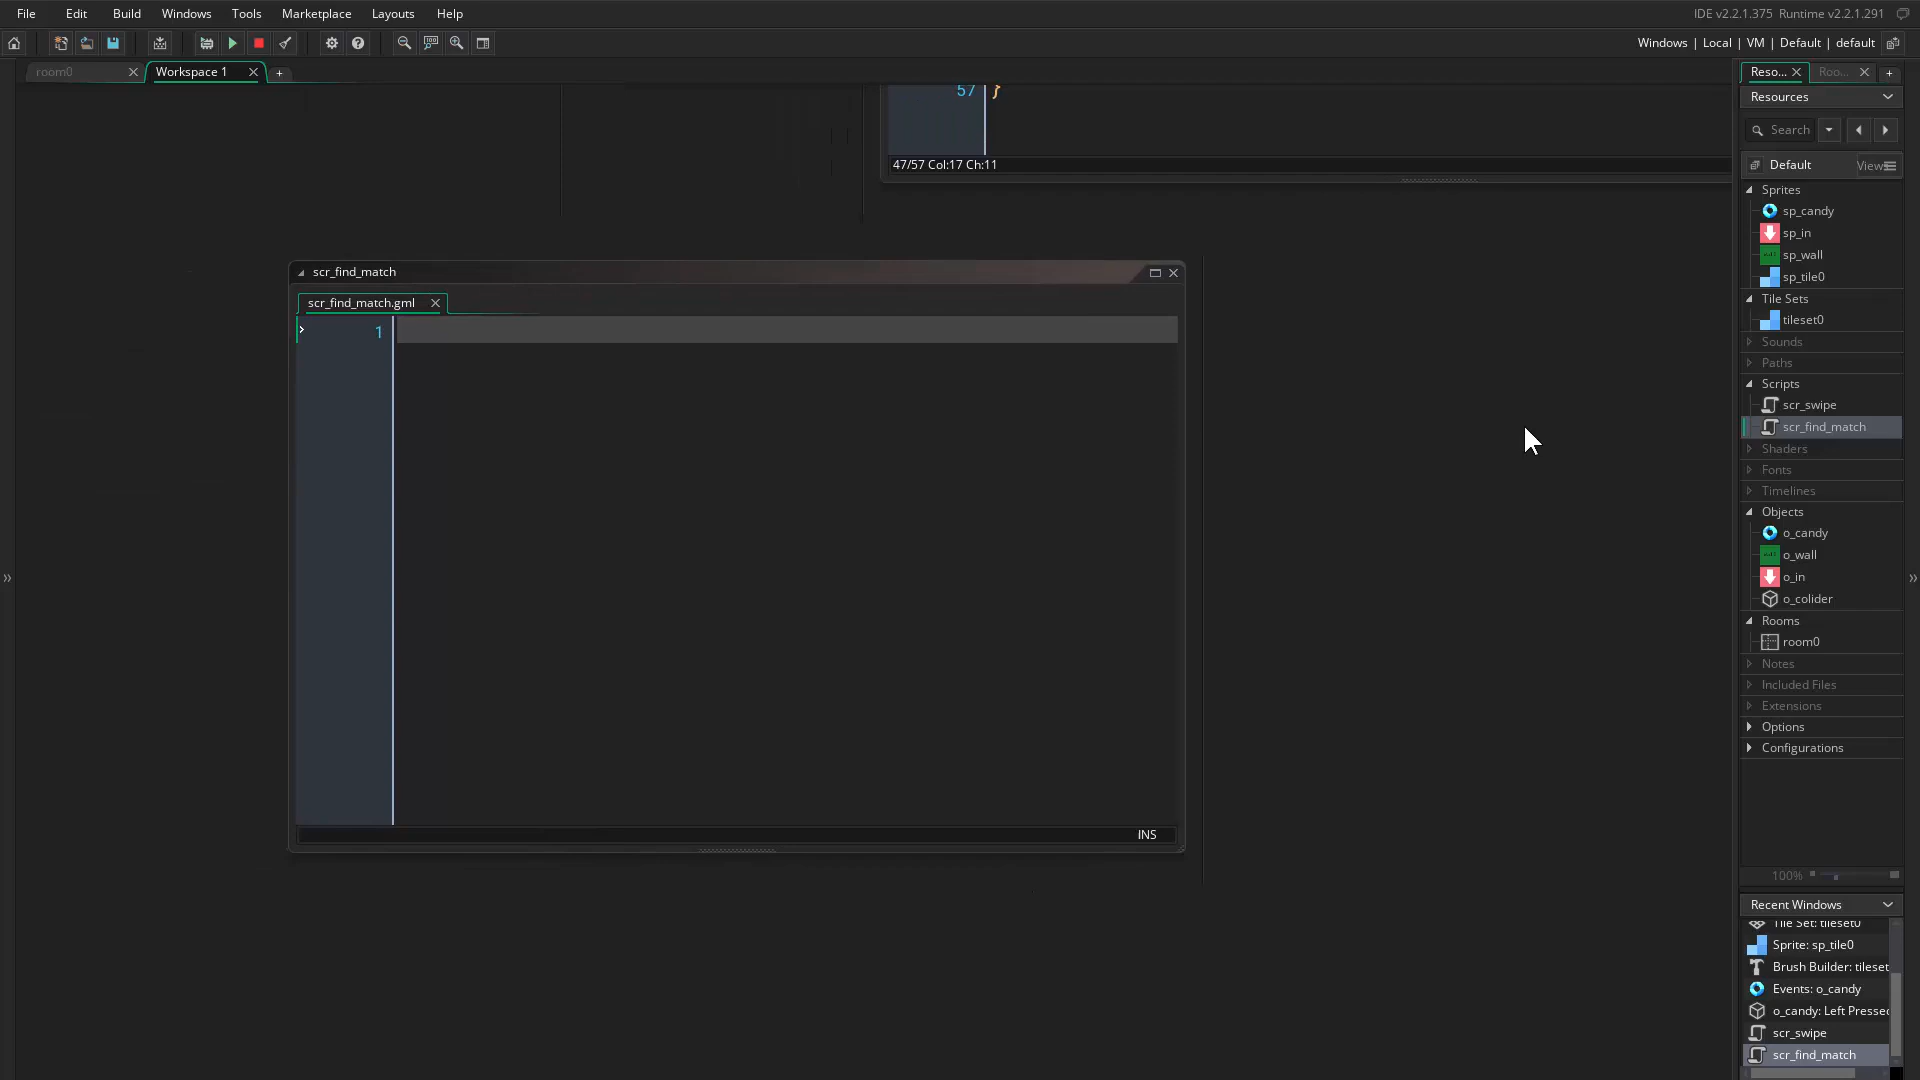 File Edit Build Windows Tools Marketplace Layouts Help IDE v2.2.1.375 Runtime v2.2.1.291
Windows | Local | VM | Default | default
room0
Workspace 1
57 }
47/57 Col:17 Ch:11
scr_find_match
scr_find_match.gml
1
INS
Reso...
Roo...
Resources
Search
Default
View
Sprites
sp_candy
sp_in
sp_wall
sp_tile0
Tile Sets
tileset0
Sounds
Paths
Scripts
scr_swipe
scr_find_match
Shaders
Fonts
Timelines
Objects
o_candy
o_wall
o_in
o_colider
Rooms
room0
Notes
Included Files
Extensions
Options
Configurations
100%
Recent Windows
Tile Set: tileset0
Sprite: sp_tile0
Brush Builder: tileset
Events: o_candy
o_candy: Left Pressed
scr_swipe
scr_find_match